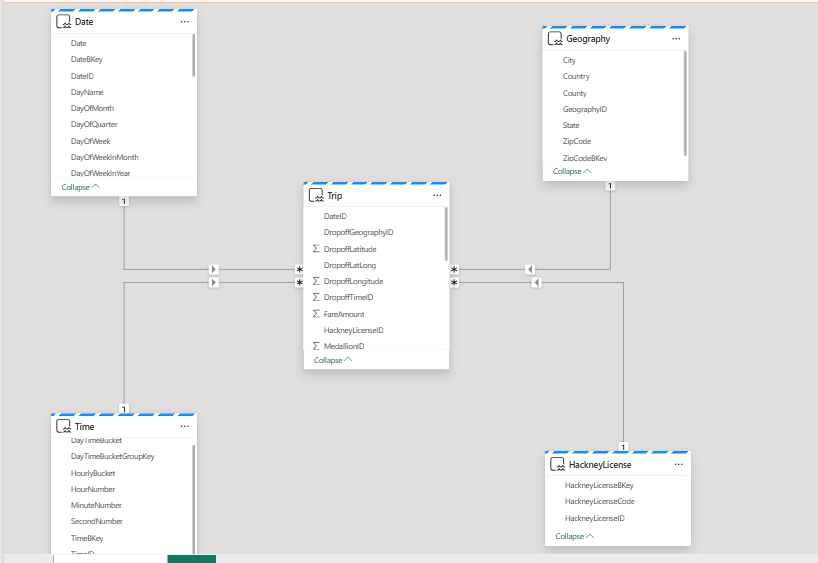 Date
Date
DateBKey
DateID
DayName
DayOfMonth
DayOfQuarter
DayOfWeek
DayOfWeekInMonth
DayOfWeekInYear
Collapse
1
Geography
City
Country
County
GeographyID
State
ZipCode
ZipCodeBKey
Collapse
1
Trip
DateID
DropoffGeographyID
DropoffLatitude
DropoffLatLong
DropoffLongitude
DropoffTimeID
FareAmount
HackneyLicenseID
MedallionID
Collapse
1
Time
DayTimeBucket
DayTimeBucketGroupKey
HourlyBucket
HourNumber
MinuteNumber
SecondNumber
TimeBKey
TimeID
1
HackneyLicense
HackneyLicenseBKey
HackneyLicenseCode
HackneyLicenseID
Collapse